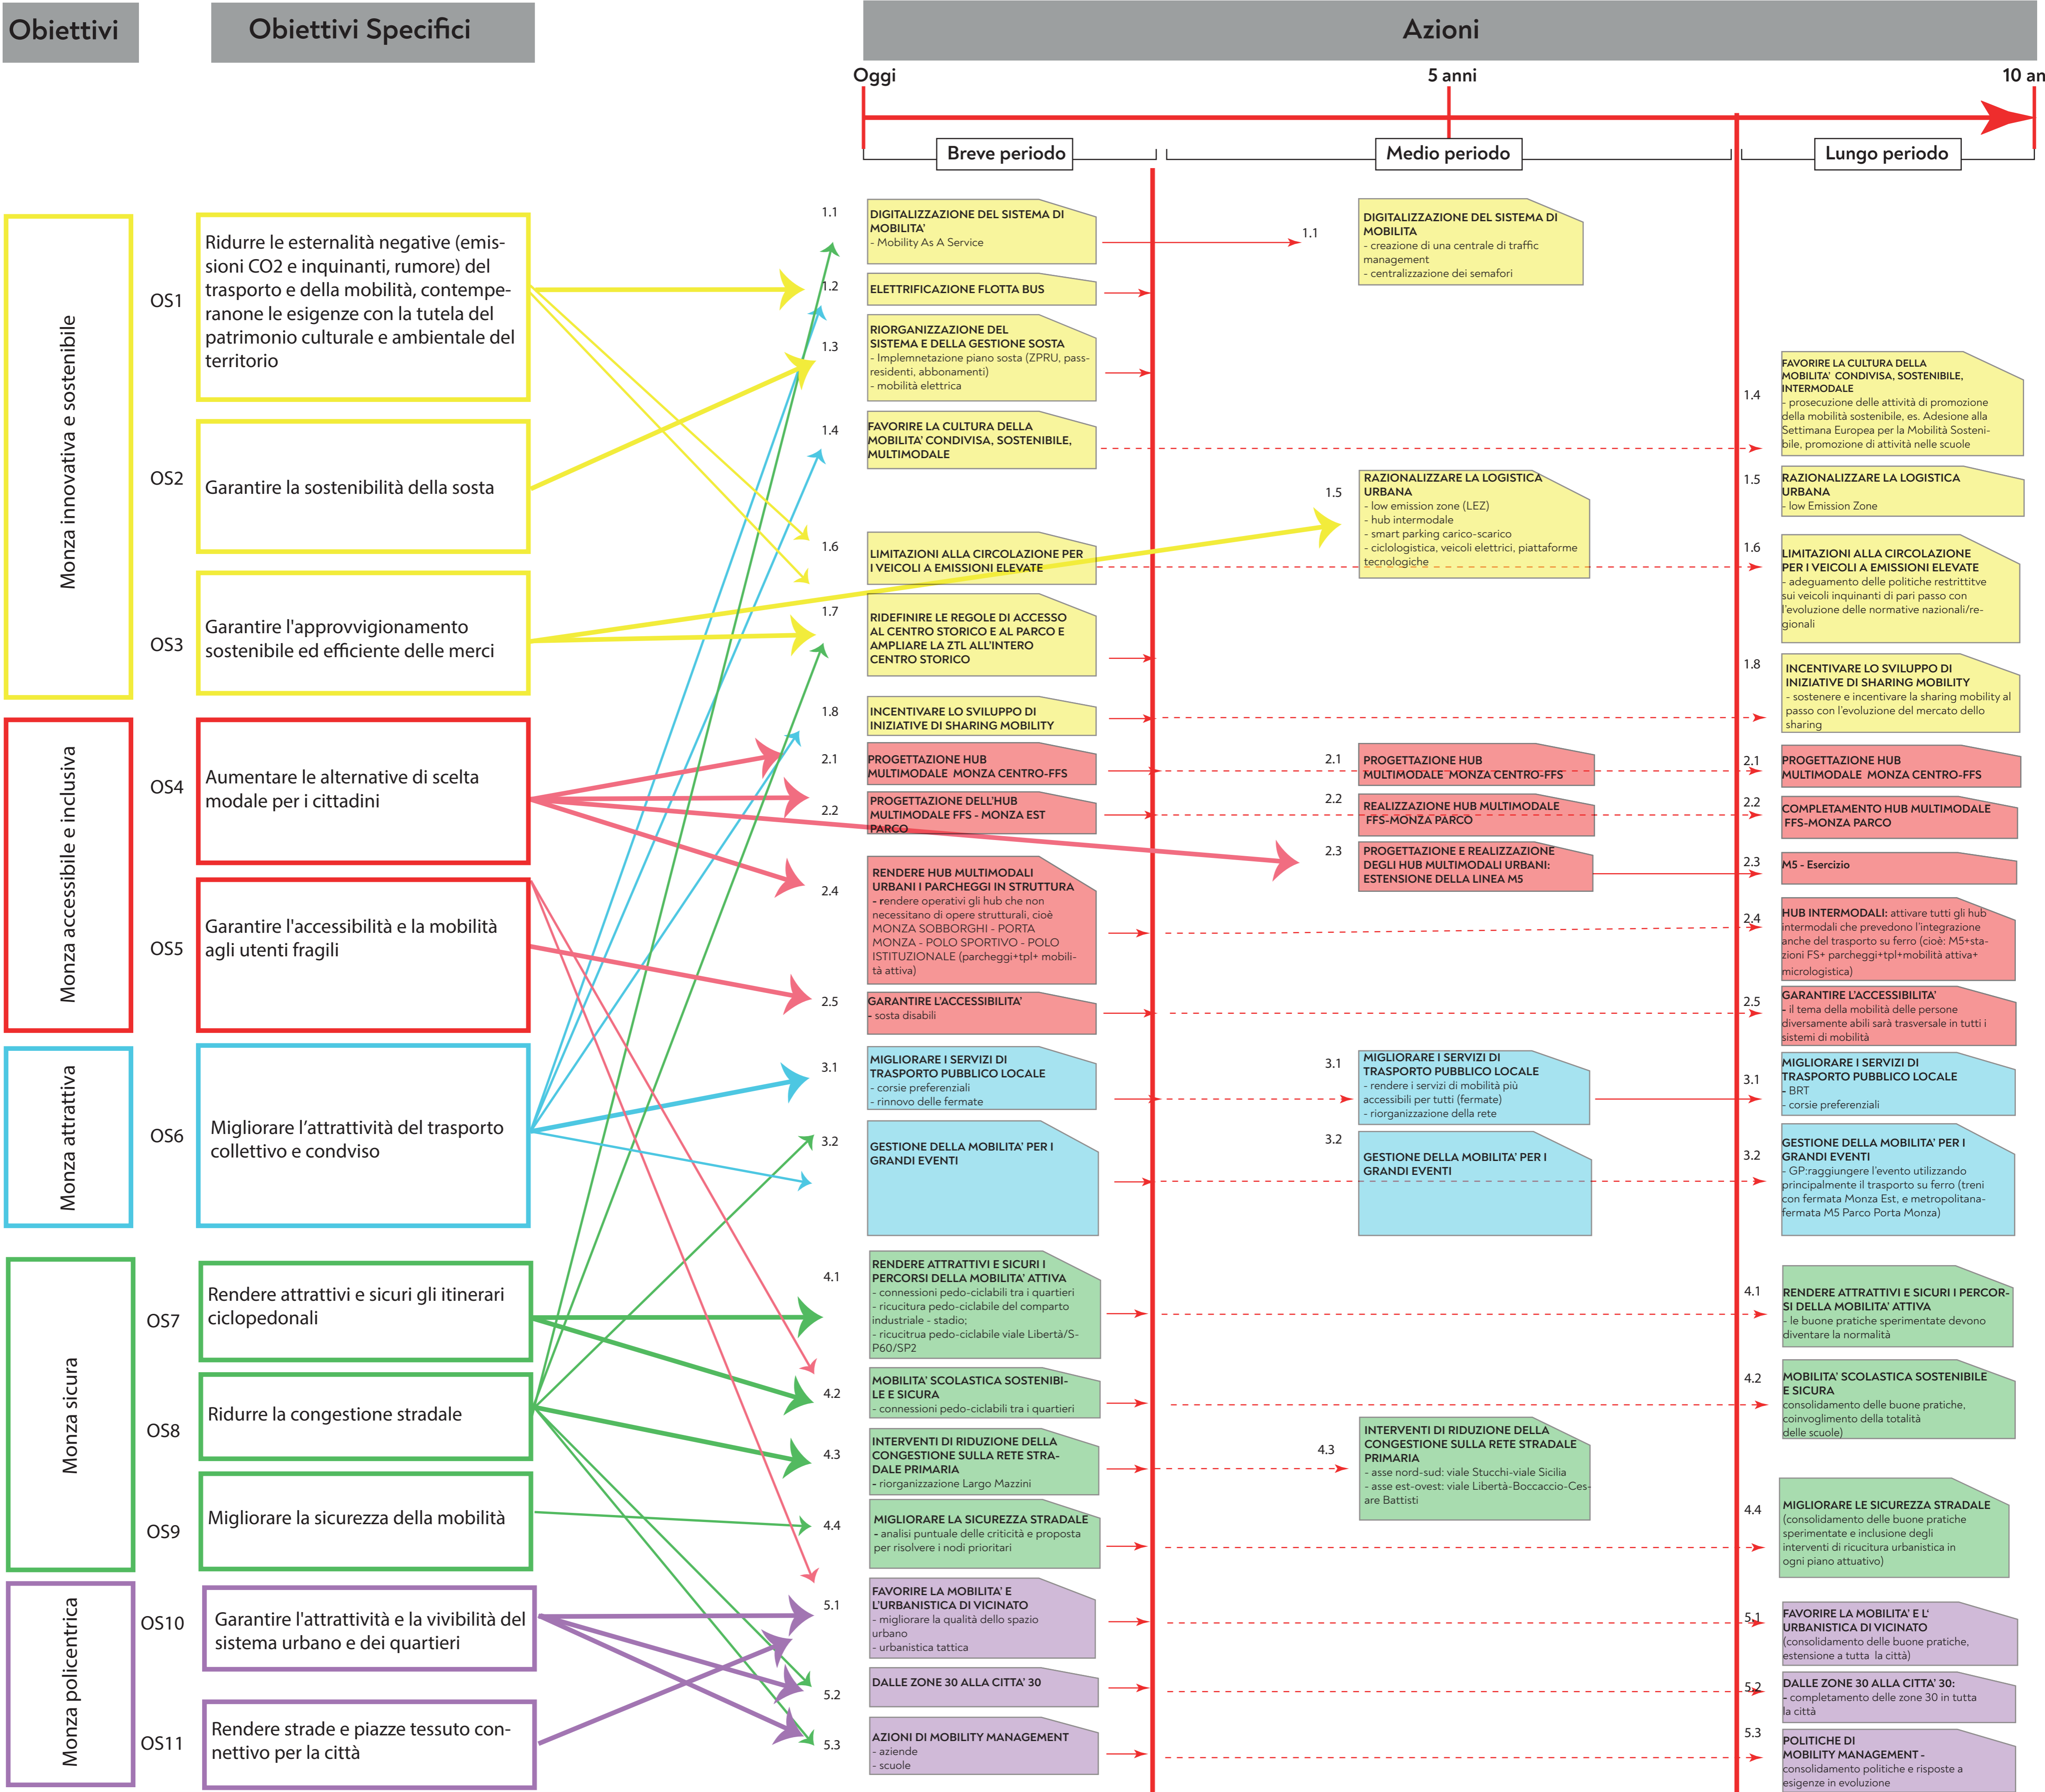 Obiettivi
Obiettivi Specifici
Azioni
Oggi
5 anni
10 an
Breve periodo
Medio periodo
Lungo periodo
Monza innovativa e sostenibile
OS1
Ridurre le esternalità negative (emis-
sioni CO2 e inquinanti, rumore) del
trasporto e della mobilità, contempe-
ranone le esigenze con la tutela del
patrimonio culturale e ambientale del
territorio
OS2
Garantire la sostenibilità della sosta
OS3
Garantire l'approvvigionamento
sostenibile ed efficiente delle merci
Monza accessibile e inclusiva
OS4
Aumentare le alternative di scelta
modale per i cittadini
OS5
Garantire l'accessibilità e la mobilità
agli utenti fragili
Monza attrattiva
OS6
Migliorare l'attrattività del trasporto
collettivo e condviso
Monza sicura
OS7
Rendere attrattivi e sicuri gli itinerari
ciclopedonali
OS8
Ridurre la congestione stradale
OS9
Migliorare la sicurezza della mobilità
Monza policentrica
OS10
Garantire l'attrattività e la vivibilità del
sistema urbano e dei quartieri
OS11
Rendere strade e piazze tessuto con-
nettivo per la città
1.1
DIGITALIZZAZIONE DEL SISTEMA DI
MOBILITA'
- Mobility As A Service
1.2
ELETTRIFICAZIONE FLOTTA BUS
1.3
RIORGANIZZAZIONE DEL
SISTEMA E DELLA GESTIONE SOSTA
- Implemnetazione piano sosta (ZPRU, pass-
residenti, abbonamenti)
- mobilità elettrica
1.4
FAVORIRE LA CULTURA DELLA
MOBILITA' CONDIVISA, SOSTENIBILE,
MULTIMODALE
1.6
LIMITAZIONI ALLA CIRCOLAZIONE PER
I VEICOLI A EMISSIONI ELEVATE
1.7
RIDEFINIRE LE REGOLE DI ACCESSO
AL CENTRO STORICO E AL PARCO E
AMPLIARE LA ZTL ALL'INTERO
CENTRO STORICO
1.8
INCENTIVARE LO SVILUPPO DI
INIZIATIVE DI SHARING MOBILITY
2.1
PROGETTAZIONE HUB
MULTIMODALE MONZA CENTRO-FFS
2.2
PROGETTAZIONE DELL'HUB
MULTIMODALE FFS - MONZA EST
PARCO
2.4
RENDERE HUB MULTIMODALI
URBANI I PARCHEGGI IN STRUTTURA
- rendere operativi gli hub che non
necessitano di opere strutturali, cioè
MONZA SOBBORGHI - PORTA
MONZA - POLO SPORTIVO - POLO
ISTITUZIONALE (parcheggi+tpl+ mobili-
tà attiva)
2.5
GARANTIRE L'ACCESSIBILITA'
- sosta disabili
3.1
MIGLIORARE I SERVIZI DI
TRASPORTO PUBBLICO LOCALE
- corsie preferenziali
- rinnovo delle fermate
3.2
GESTIONE DELLA MOBILITA' PER I
GRANDI EVENTI
4.1
RENDERE ATTRATTIVI E SICURI I
PERCORSI DELLA MOBILITA' ATTIVA
- connessioni pedo-ciclabili tra i quartieri
- ricucitura pedo-ciclabile del comparto
industriale - stadio;
- ricucitrua pedo-ciclabile viale Libertà/S-
P60/SP2
4.2
MOBILITA' SCOLASTICA SOSTENIBI-
LE E SICURA
- connessioni pedo-ciclabili tra i quartieri
4.3
INTERVENTI DI RIDUZIONE DELLA
CONGESTIONE SULLA RETE STRA-
DALE PRIMARIA
- riorganizzazione Largo Mazzini
4.4
MIGLIORARE LA SICUREZZA STRADALE
- analisi puntuale delle criticità e proposta
per risolvere i nodi prioritari
5.1
FAVORIRE LA MOBILITA' E
L'URBANISTICA DI VICINATO
- migliorare la qualità dello spazio
urbano
- urbanistica tattica
5.2
DALLE ZONE 30 ALLA CITTA' 30
5.3
AZIONI DI MOBILITY MANAGEMENT
- aziende
- scuole
1.1
DIGITALIZZAZIONE DEL SISTEMA DI
MOBILITA
- creazione di una centrale di traffic
management
- centralizzazione dei semafori
1.5
RAZIONALIZZARE LA LOGISTICA
URBANA
- low emission zone (LEZ)
- hub intermodale
- smart parking carico-scarico
- ciclologistica, veicoli elettrici, piattaforme
tecnologiche
2.1
PROGETTAZIONE HUB
MULTIMODALE MONZA CENTRO-FFS
2.2
REALIZZAZIONE HUB MULTIMODALE
FFS-MONZA PARCO
2.3
PROGETTAZIONE E REALIZZAZIONE
DEGLI HUB MULTIMODALI URBANI:
ESTENSIONE DELLA LINEA M5
3.1
MIGLIORARE I SERVIZI DI
TRASPORTO PUBBLICO LOCALE
- rendere i servizi di mobilità più
accessibili per tutti (fermate)
- riorganizzazione della rete
3.2
GESTIONE DELLA MOBILITA' PER I
GRANDI EVENTI
4.3
INTERVENTI DI RIDUZIONE DELLA
CONGESTIONE SULLA RETE STRADALE
PRIMARIA
- asse nord-sud: viale Stucchi-viale Sicilia
- asse est-ovest: viale Libertà-Boccaccio-Ces-
are Battisti
1.4
FAVORIRE LA CULTURA DELLA
MOBILITA' CONDIVISA, SOSTENIBILE,
INTERMODALE
- prosecuzione delle attività di promozione
della mobilità sostenibile, es. Adesione alla
Settimana Europea per la Mobilità Sosteni-
bile, promozione di attività nelle scuole
1.5
RAZIONALIZZARE LA LOGISTICA
URBANA
- low Emission Zone
1.6
LIMITAZIONI ALLA CIRCOLAZIONE
PER I VEICOLI A EMISSIONI ELEVATE
- adeguamento delle politiche restrittitve
sui veicoli inquinanti di pari passo con
l'evoluzione delle normative nazionali/re-
gionali
1.8
INCENTIVARE LO SVILUPPO DI
INIZIATIVE DI SHARING MOBILITY
- sostenere e incentivare la sharing mobility al
passo con l'evoluzione del mercato dello
sharing
2.1
PROGETTAZIONE HUB
MULTIMODALE MONZA CENTRO-FFS
2.2
COMPLETAMENTO HUB MULTIMODALE
FFS-MONZA PARCO
2.3
M5 - Esercizio
2.4
HUB INTERMODALI: attivare tutti gli hub
intermodali che prevedono l'integrazione
anche del trasporto su ferro (cioè: M5+sta-
zioni FS+ parcheggi+tpl+mobilità attiva+
micrologistica)
2.5
GARANTIRE L'ACCESSIBILITA'
- il tema della mobilità delle persone
diversamente abili sarà trasversale in tutti i
sistemi di mobilità
3.1
MIGLIORARE I SERVIZI DI
TRASPORTO PUBBLICO LOCALE
- BRT
- corsie preferenziali
3.2
GESTIONE DELLA MOBILITA' PER I
GRANDI EVENTI
- GP:raggiungere l'evento utilizzando
principalmente il trasporto su ferro (treni
con fermata Monza Est, e metropolitana-
fermata M5 Parco Porta Monza)
4.1
RENDERE ATTRATTIVI E SICURI I PERCOR-
SI DELLA MOBILITA' ATTIVA
- le buone pratiche sperimentate devono
diventare la normalità
4.2
MOBILITA' SCOLASTICA SOSTENIBILE
E SICURA
consolidamento delle buone pratiche,
coinvoglimento della totalità
delle scuole)
4.4
MIGLIORARE LE SICUREZZA STRADALE
(consolidamento delle buone pratiche
sperimentate e inclusione degli
interventi di ricucitura urbanistica in
ogni piano attuativo)
5.1
FAVORIRE LA MOBILITA' E L'
URBANISTICA DI VICINATO
(consolidamento delle buone pratiche,
estensione a tutta la città)
5.2
DALLE ZONE 30 ALLA CITTA' 30:
- completamento delle zone 30 in tutta
la città
5.3
POLITICHE DI
MOBILITY MANAGEMENT -
consolidamento politiche e risposte a
esigenze in evoluzione